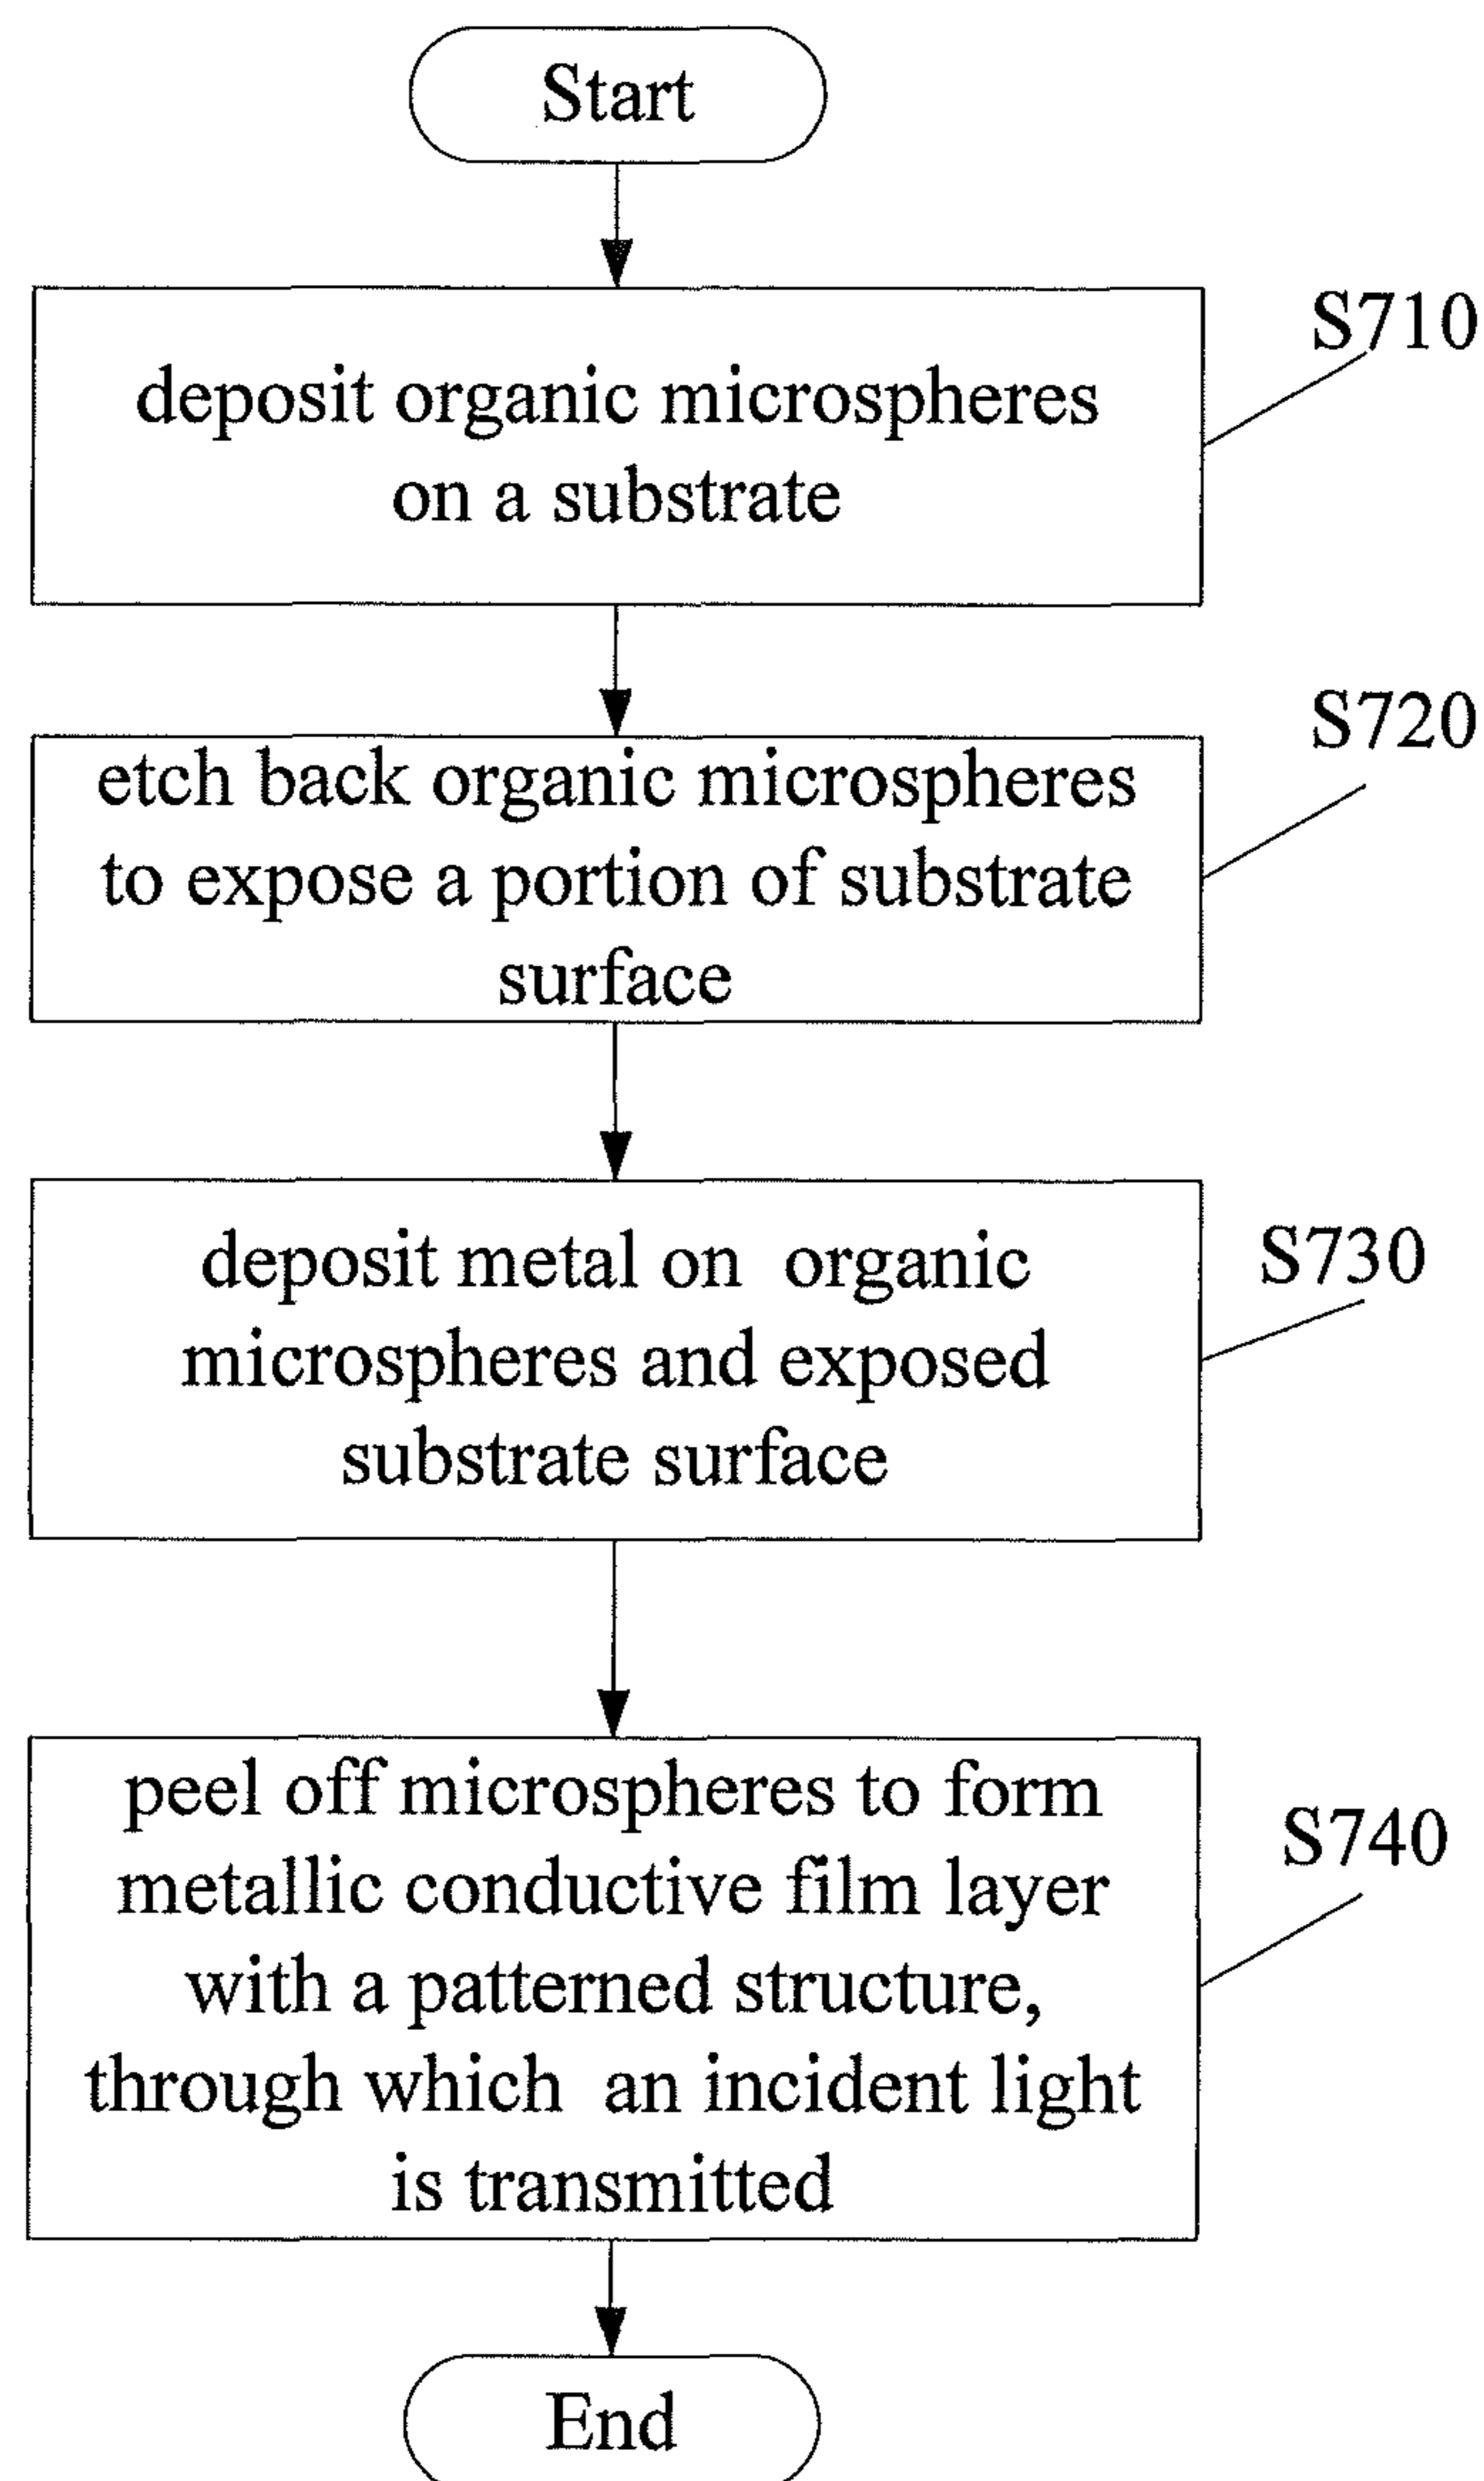 Start
S710
deposit organic microspheres
on a substrate
S720
etch back organic microspheres
to expose a portion of substrate
surface
S730
deposit metal on organic
microspheres and exposed
substrate surface
S740
peel off microspheres to form
metallic conductive film layer
with a patterned structure,
through which an incident light
is transmitted
End